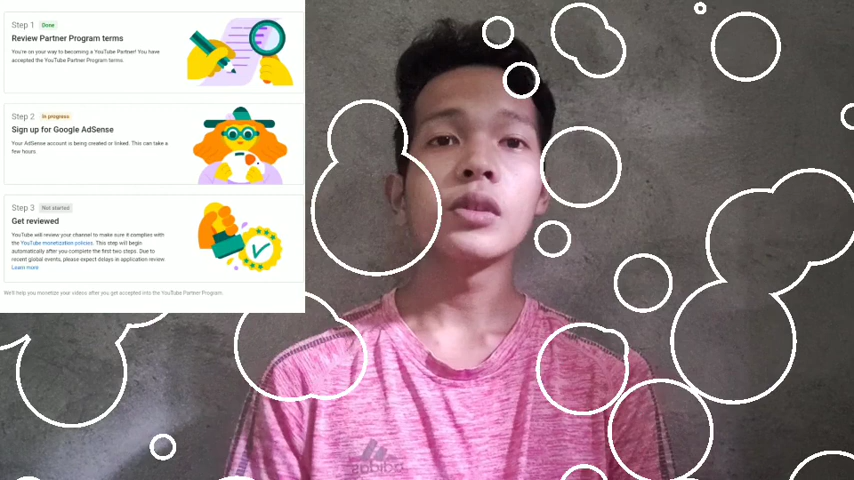 Step 1 Done
Review Partner Program terms
You're on your way to becoming a YouTube Partner! You have
accepted the YouTube Partner Program terms.
Step 2 In progress
Sign up for Google AdSense
Your AdSense account is being created or linked. This can take a
few hours.
Step 3 Not started
Get reviewed
YouTube will review your channel to make sure it complies with
the YouTube monetization policies. This step will begin
automatically after you complete the first two steps. Due to
recent global events, please expect delays in application review.
Learn more
We'll help you monetize your videos after you get accepted into the YouTube Partner Program.
adidas